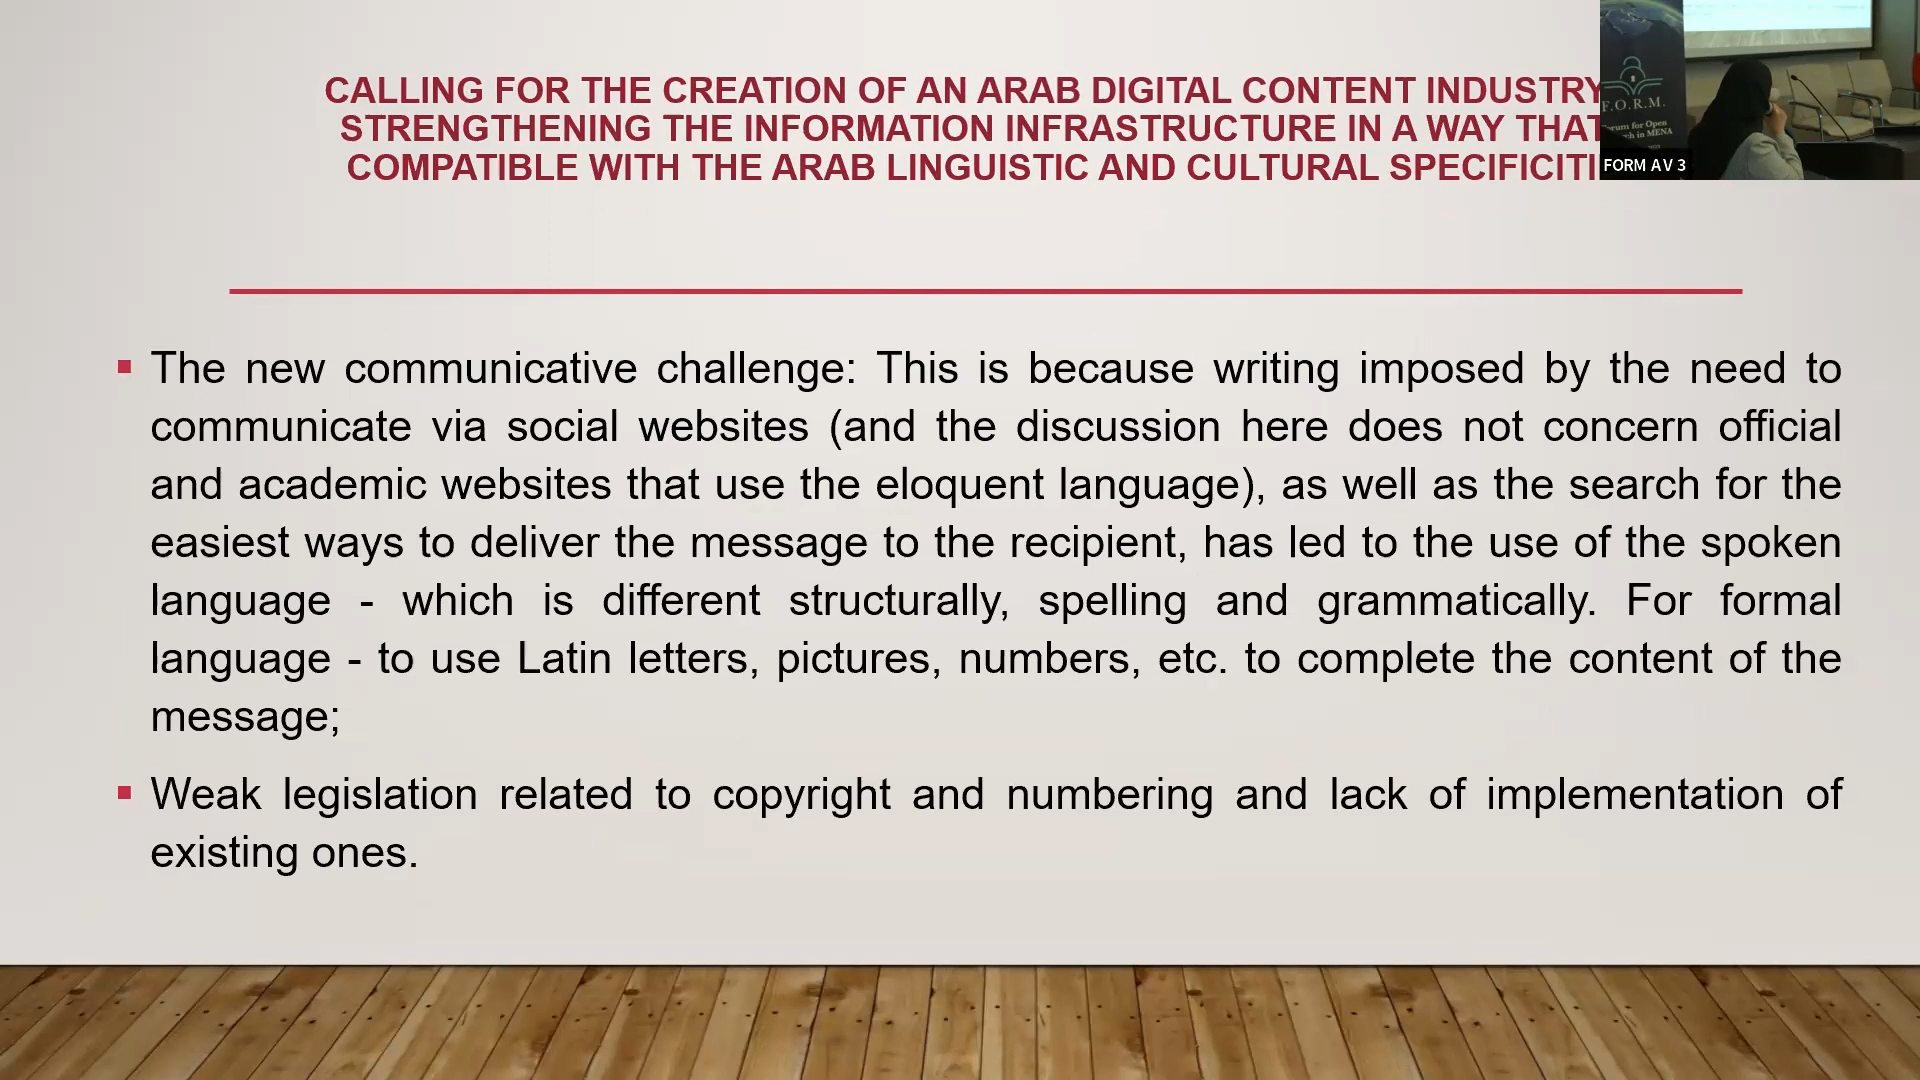 CALLING FOR THE CREATION OF AN ARAB DIGITAL CONTENT INDUSTRY
STRENGTHENING THE INFORMATION INFRASTRUCTURE IN A WAY THAT
COMPATIBLE WITH THE ARAB LINGUISTIC AND CULTURAL
F.O.R.M.
for Open
in MENA
FORM AV 3
▪ The new communicative challenge: This is because writing imposed by the need to
communicate via social websites (and the discussion here does not concern official
and academic websites that use the eloquent language), as well as the search for the
easiest ways to deliver the message to the recipient, has led to the use of the spoken
language - which is different structurally, spelling and grammatically. For formal
language - to use Latin letters, pictures, numbers, etc. to complete the content of the
message;
▪ Weak legislation related to copyright and numbering and lack of implementation of
existing ones.